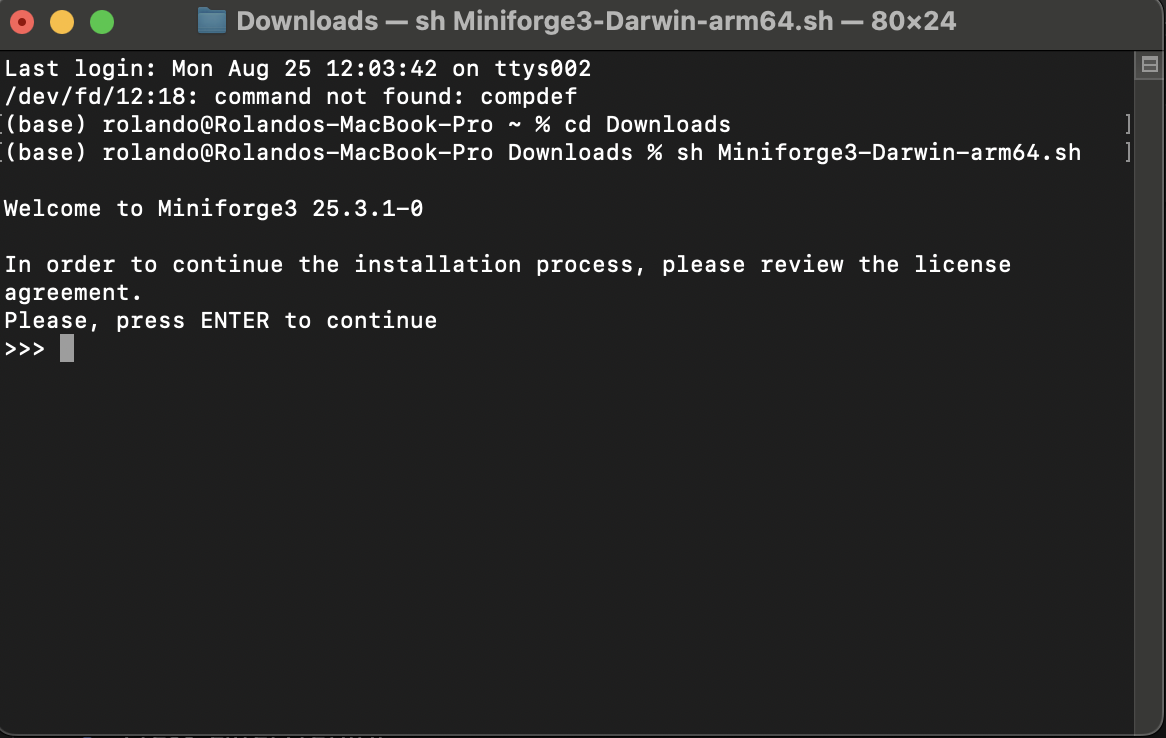 Downloads — sh Miniforge3-Darwin-arm64.sh — 80×24
Last login: Mon Aug 25 12:03:42 on ttys002
/dev/fd/12:18: command not found: compdef
[(base) rolando@Rolandos-MacBook-Pro ~ % cd Downloads ]
[(base) rolando@Rolandos-MacBook-Pro Downloads % sh Miniforge3-Darwin-arm64.sh ]
Welcome to Miniforge3 25.3.1-0
In order to continue the installation process, please review the license
agreement.
Please, press ENTER to continue
>>>